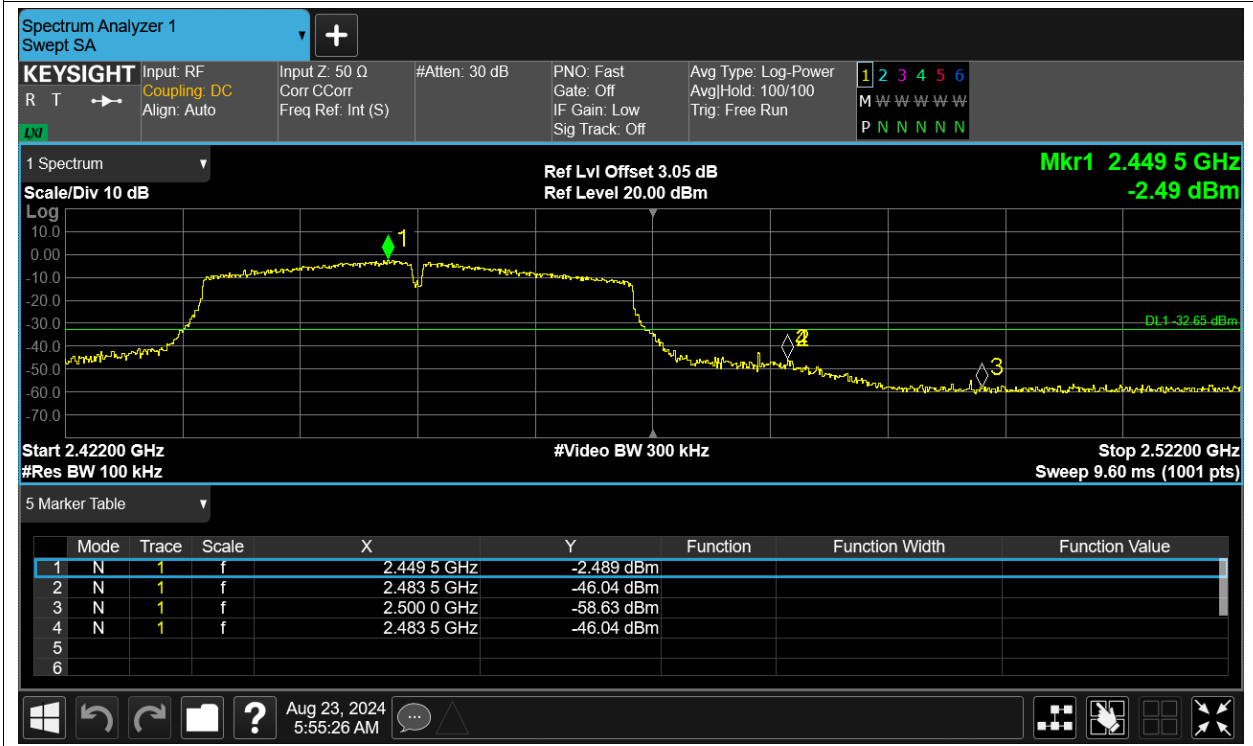 Spectrum Analyzer 1
Swept SA
+
KEYSIGHT
R T
LXI
Input: RF
Coupling: DC
Align: Auto
Input Z: 50 Ω
Corr CCorr
Freq Ref: Int (S)
#Atten: 30 dB
PNO: Fast
Gate: Off
IF Gain: Low
Sig Track: Off
Avg Type: Log-Power
Avg|Hold: 100/100
Trig: Free Run
1 2 3 4 5 6
M W W W W W
P N N N N N
1 Spectrum
Scale/Div 10 dB
Ref Lvl Offset 3.05 dB
Ref Level 20.00 dBm
Mkr1 2.449 5 GHz
-2.49 dBm
Log
10.0
0.00
-10.0
-20.0
-30.0
-40.0
-50.0
-60.0
-70.0
1
2
4
3
DL1 -32.65 dBm
Start 2.42200 GHz
#Res BW 100 kHz
#Video BW 300 kHz
Stop 2.52200 GHz
Sweep 9.60 ms (1001 pts)
5 Marker Table
Mode Trace Scale X Y Function Function Width Function Value
1 N 1 f 2.449 5 GHz -2.489 dBm
2 N 1 f 2.483 5 GHz -46.04 dBm
3 N 1 f 2.500 0 GHz -58.63 dBm
4 N 1 f 2.483 5 GHz -46.04 dBm
5
6
?
Aug 23, 2024
5:55:26 AM